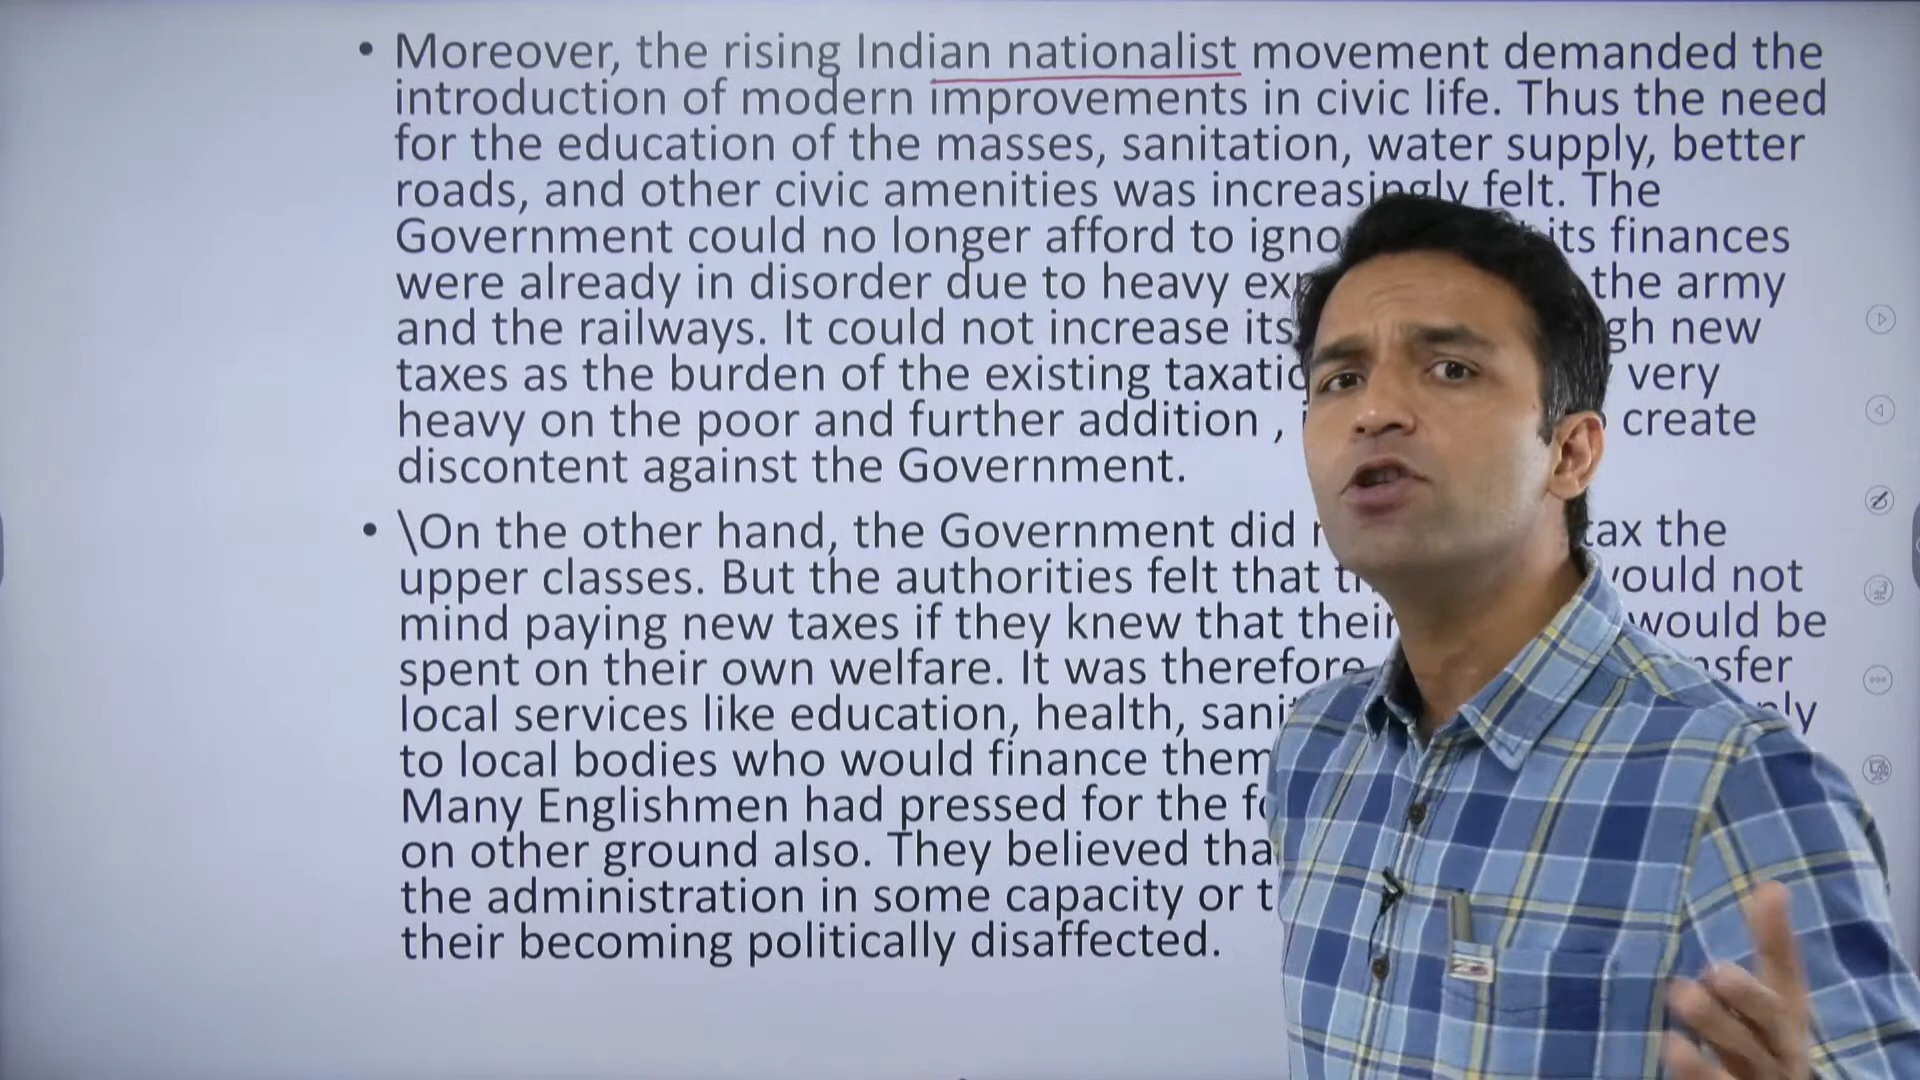 • Moreover, the rising Indian nationalist movement demanded the
introduction of modern improvements in civic life. Thus the need
for the education of the masses, sanitation, water supply, better
roads, and other civic amenities was increasingly felt. The
Government could no longer afford to its finances
were already in disorder due to heavy the army
and the railways. It could not increase its new
taxes as the burden of the existing very
heavy on the poor and further addition , create
discontent against the Government.
• \On the other hand, the Government did tax the
upper classes. But the authorities felt that would not
mind paying new taxes if they knew that their would be
spent on their own welfare. It was therefore
local services like education, health,
to local bodies who would finance them
Many Englishmen had pressed for the
on other ground also. They believed
the administration in some capacity or
their becoming politically disaffected.